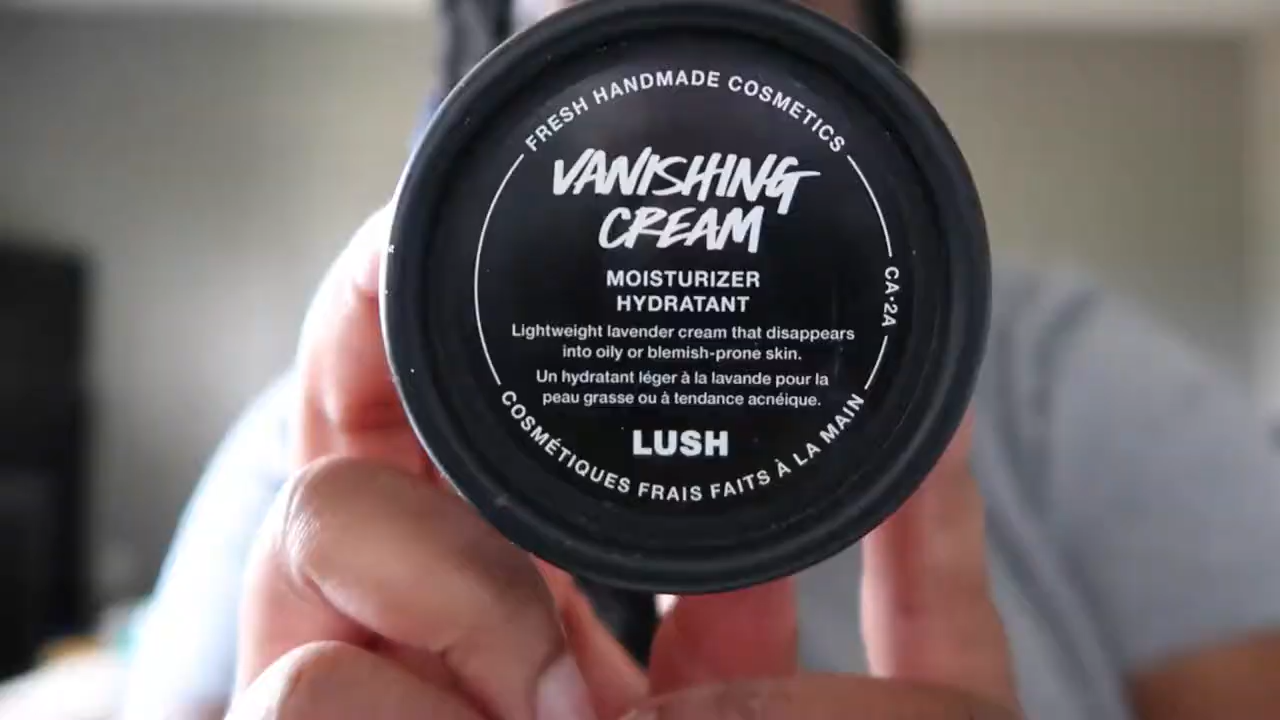 FRESH HANDMADE COSMETICS
VANISHING
CREAM
MOISTURIZER
HYDRATANT
Lightweight lavender cream that disappears
into oily or blemish-prone skin.
Un hydratant léger à la lavande pour la
peau grasse ou à tendance acnéique.
LUSH
CA•2A
COSMÉTIQUES FRAIS FAITS À LA MAIN